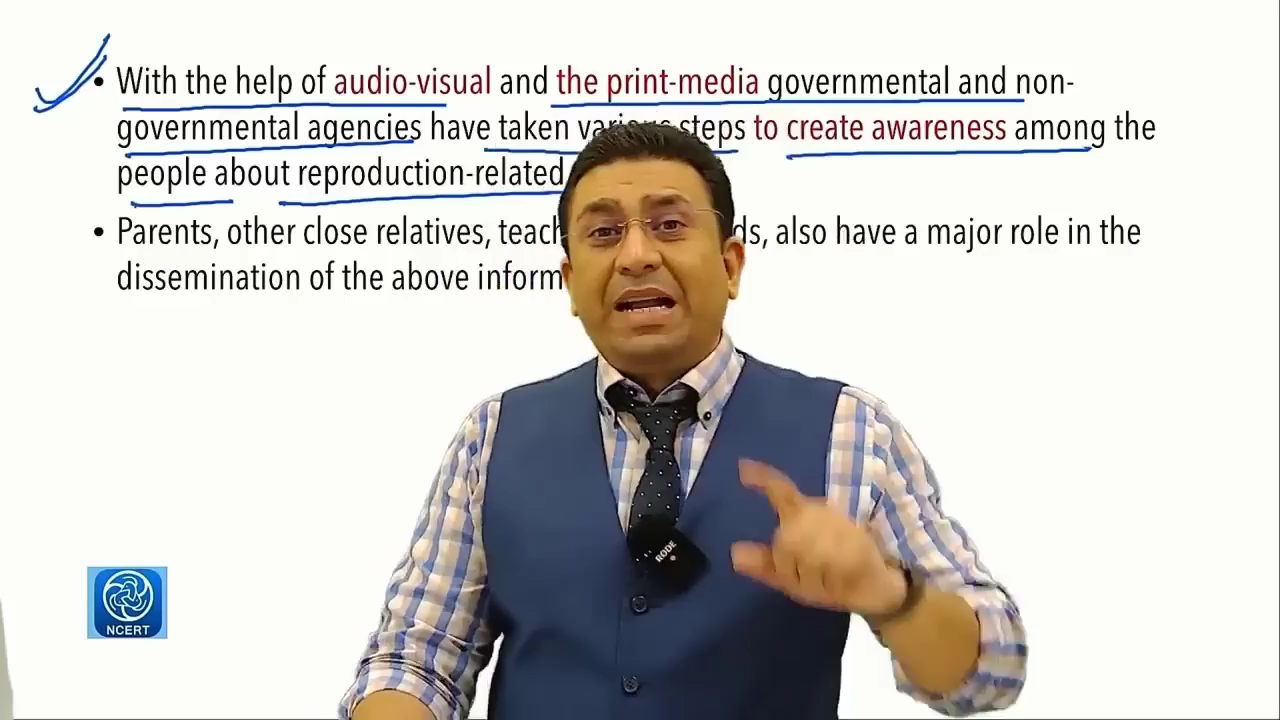 • With the help of audio-visual and the print-media governmental and non-
governmental agencies have taken various steps to create awareness among the
people about reproduction-related
• Parents, other close relatives, ds, also have a major role in the
dissemination of the above
NCERT
RODE